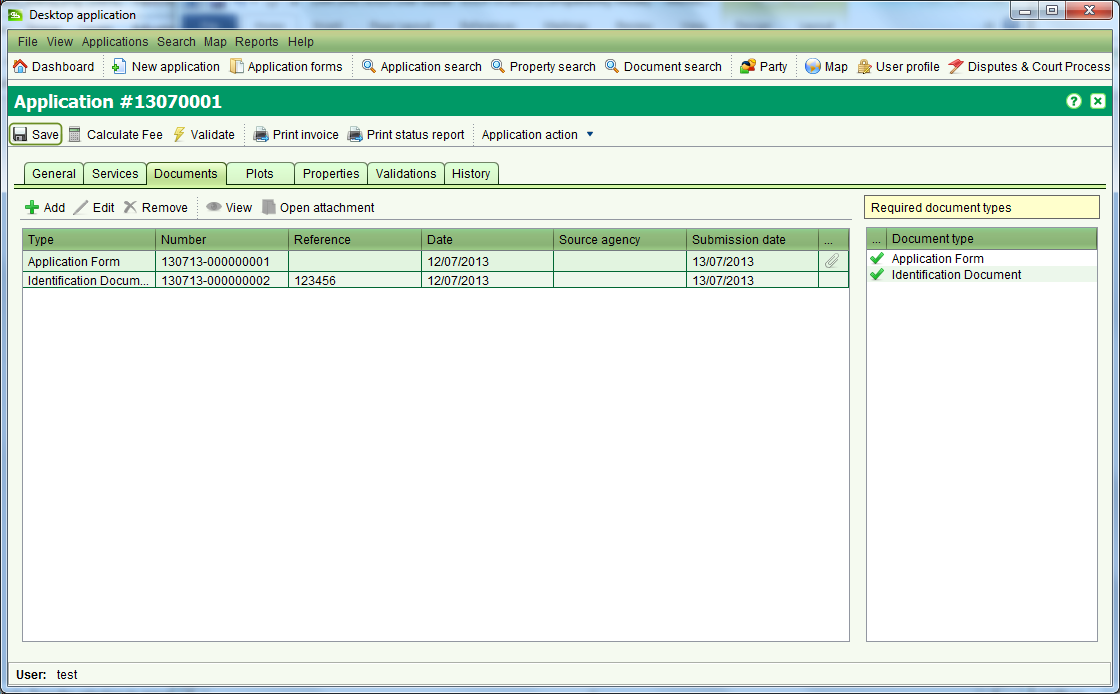 Desktop application
File View Applications Search Map Reports Help
Dashboard New application Application forms Application search Property search Document search Party Map User profile Disputes & Court Process
Application #13070001
Save Calculate Fee Validate Print invoice Print status report Application action
General Services Documents Plots Properties Validations History
Add Edit Remove View Open attachment
Required document types
Type Number Reference Date Source agency Submission date ...
Application Form 130713-000000001 12/07/2013 13/07/2013
Identification Docum... 130713-000000002 123456 12/07/2013 13/07/2013
... Document type
Application Form
Identification Document
User: test